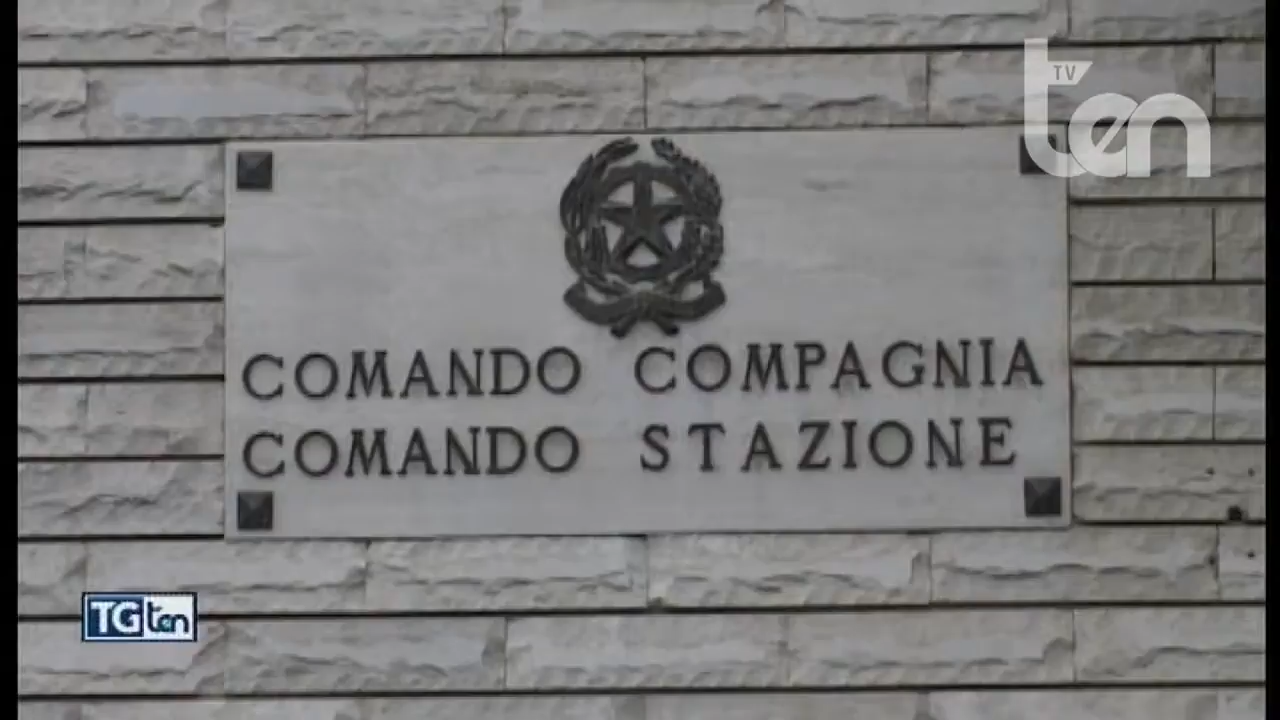 TV
ten
COMANDO COMPAGNIA
COMANDO STAZIONE
TG ten